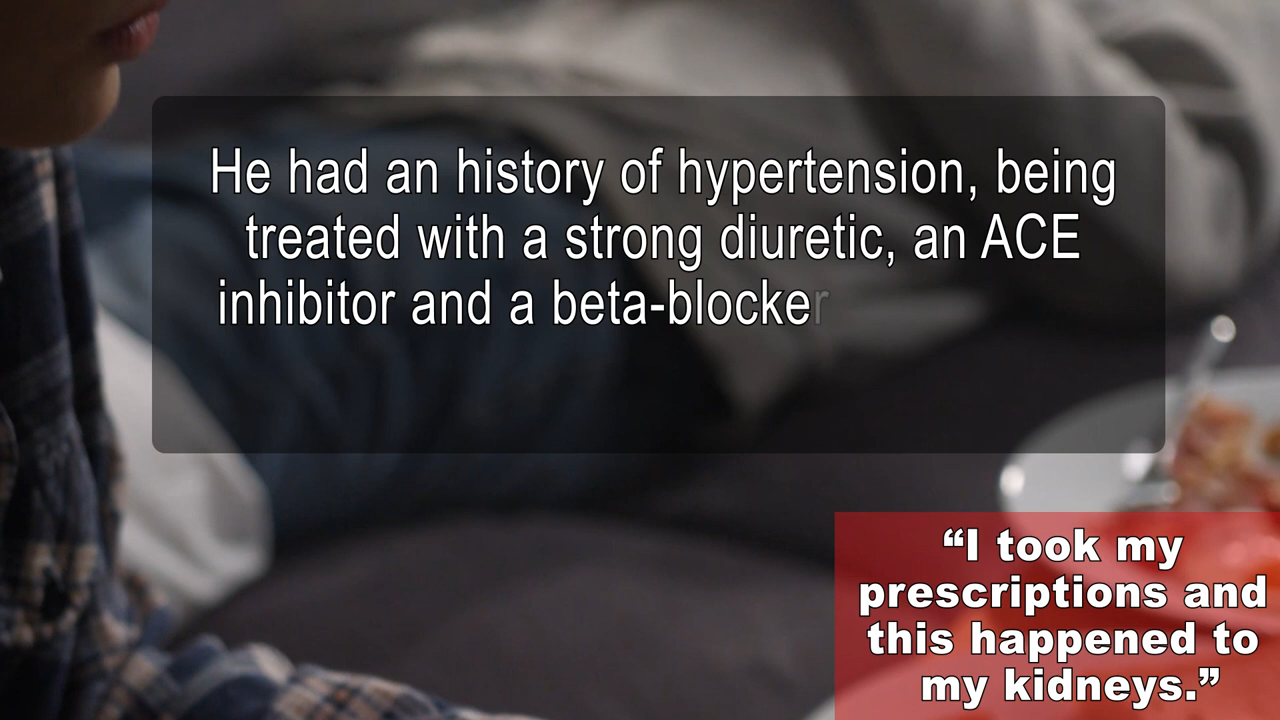 He had an history of hypertension, being
treated with a strong diuretic, an ACE
inhibitor and a beta-blocker
“I took my
prescriptions and
this happened to
my kidneys.”